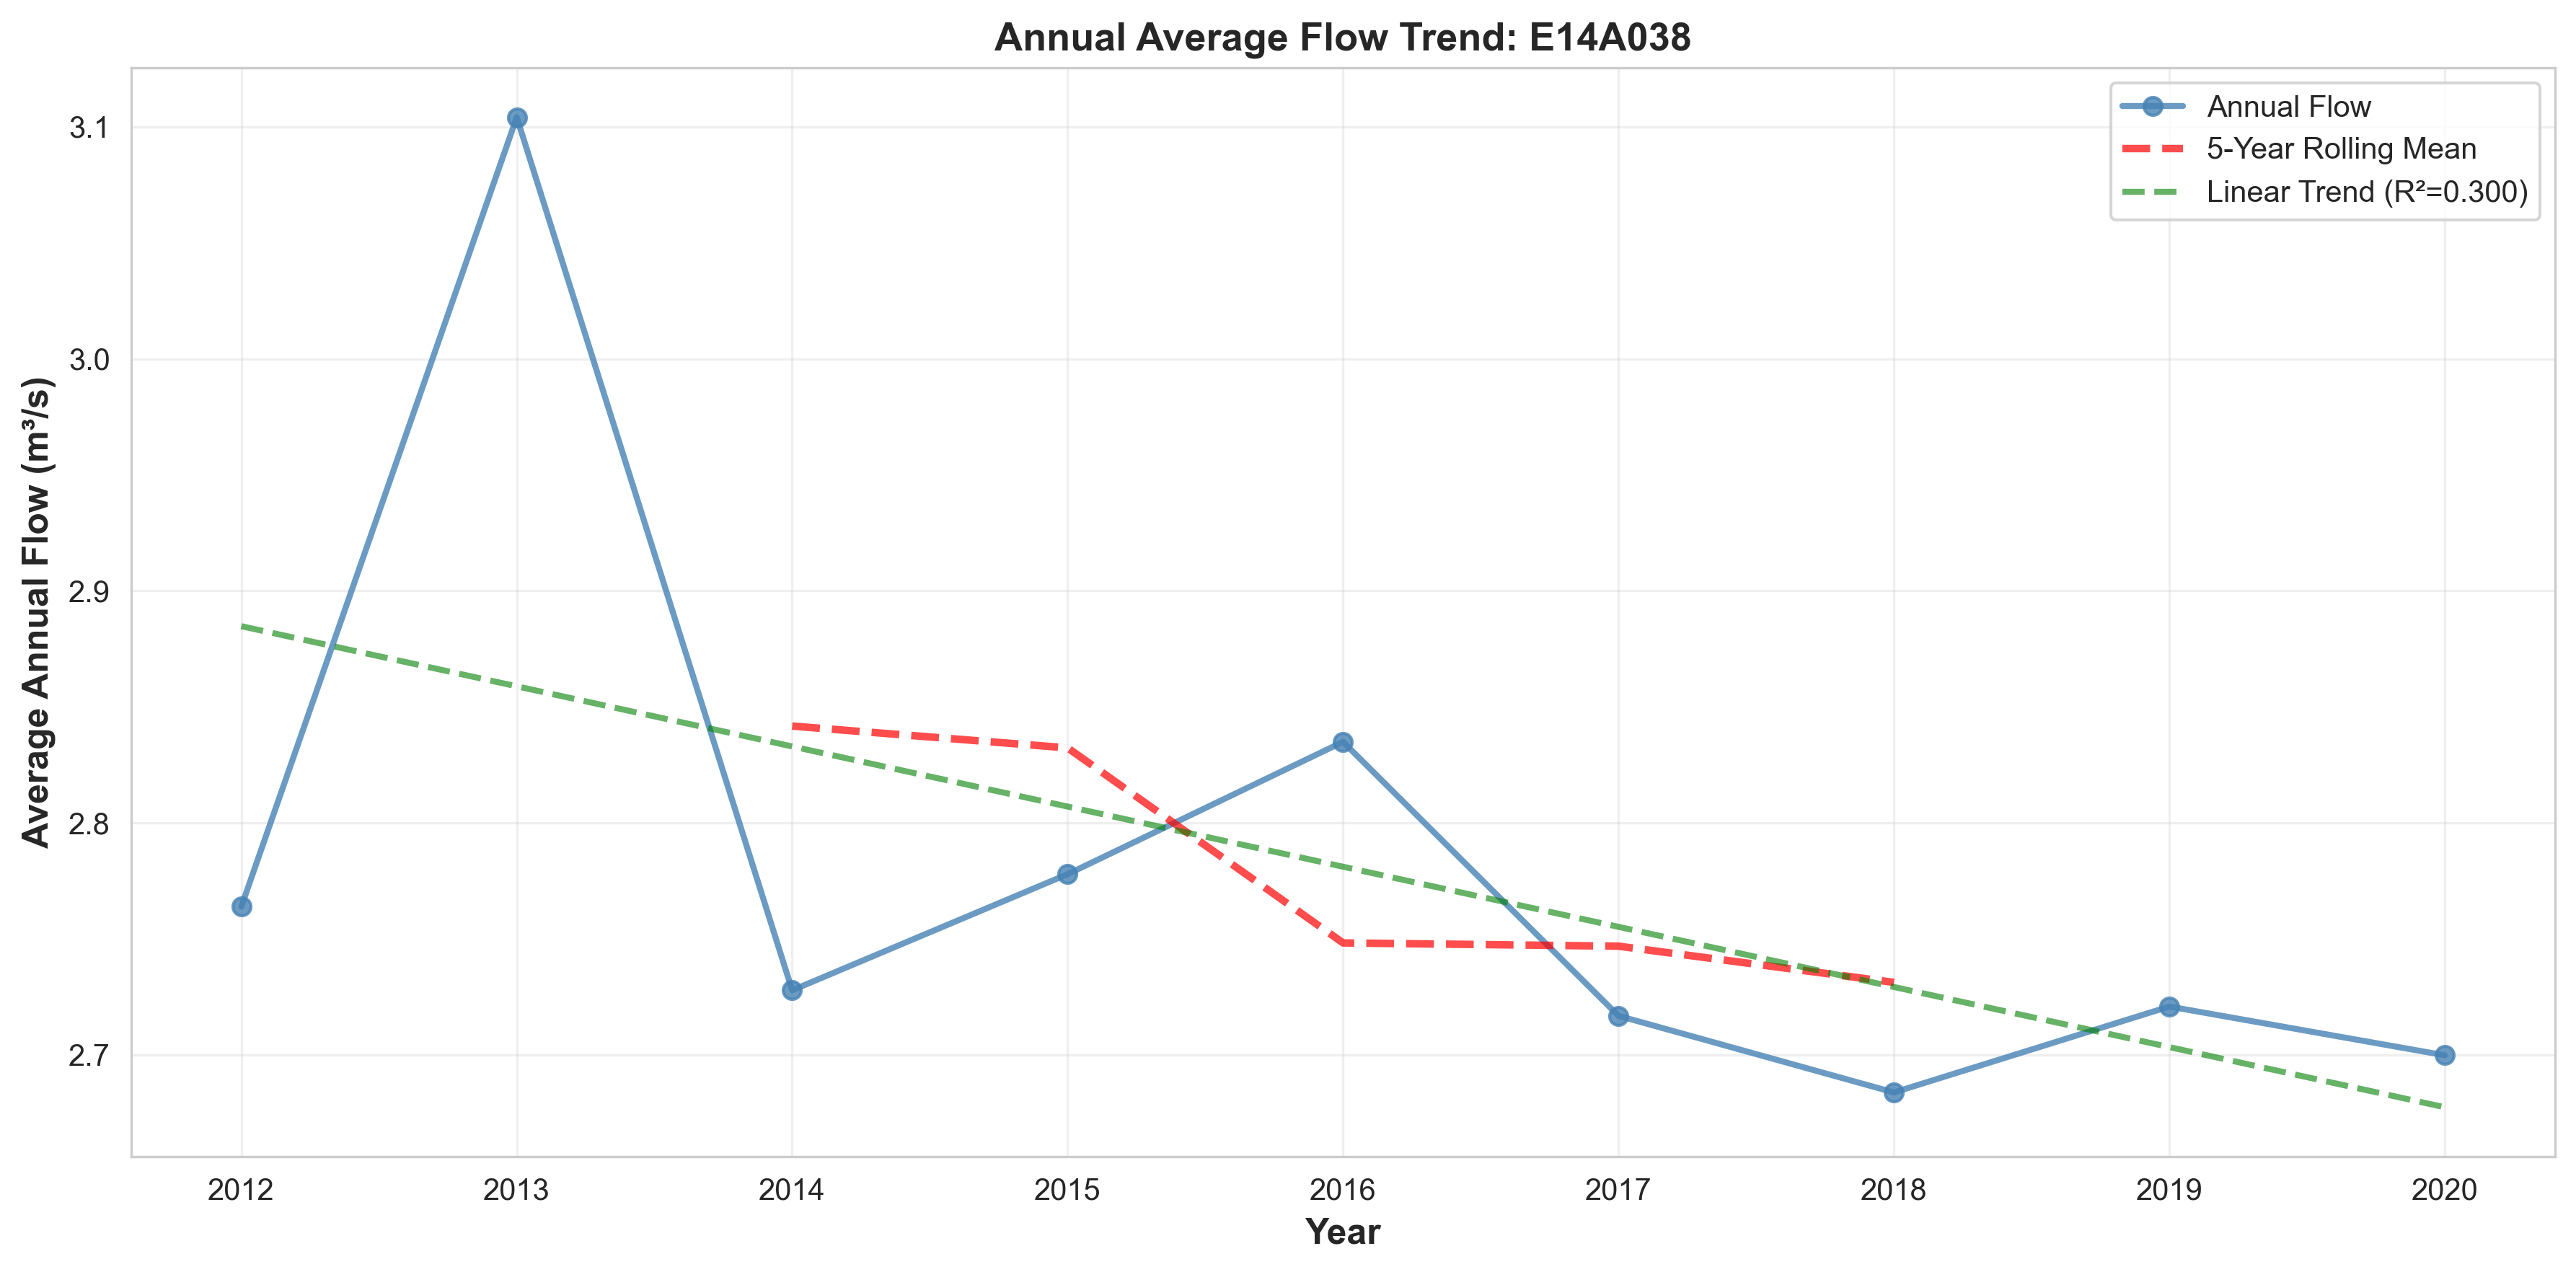 Annual Average Flow Trend: E14A038
Annual Flow
5-Year Rolling Mean
Linear Trend (R²=0.300)
Average Annual Flow (m³/s)
3.1
3.0
2.9
2.8
2.7
2012 2013 2014 2015 2016 2017 2018 2019 2020
Year